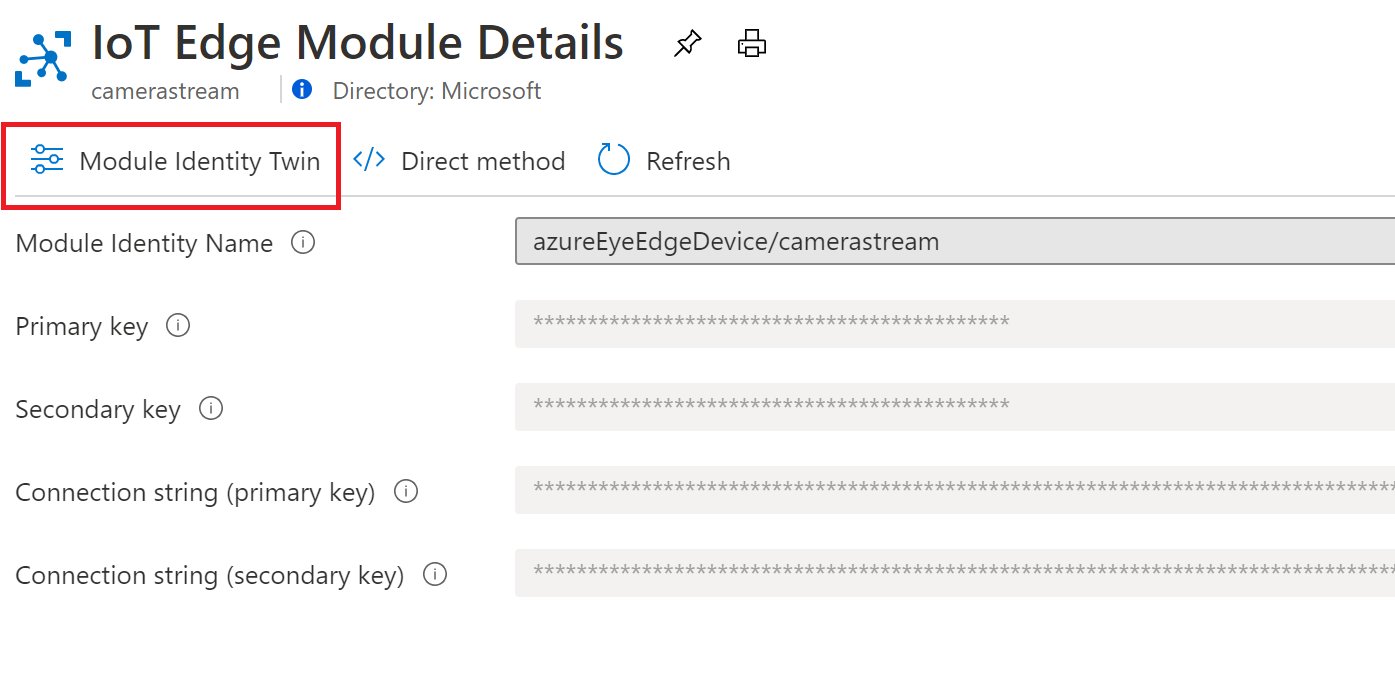 IoT Edge Module Details
camerastream
Directory: Microsoft
Module Identity Twin
Direct method
Refresh
Module Identity Name
azureEyeEdgeDevice/camerastream
Primary key
********************************************
Secondary key
********************************************
Connection string (primary key)
********************************************************************************
Connection string (secondary key)
********************************************************************************